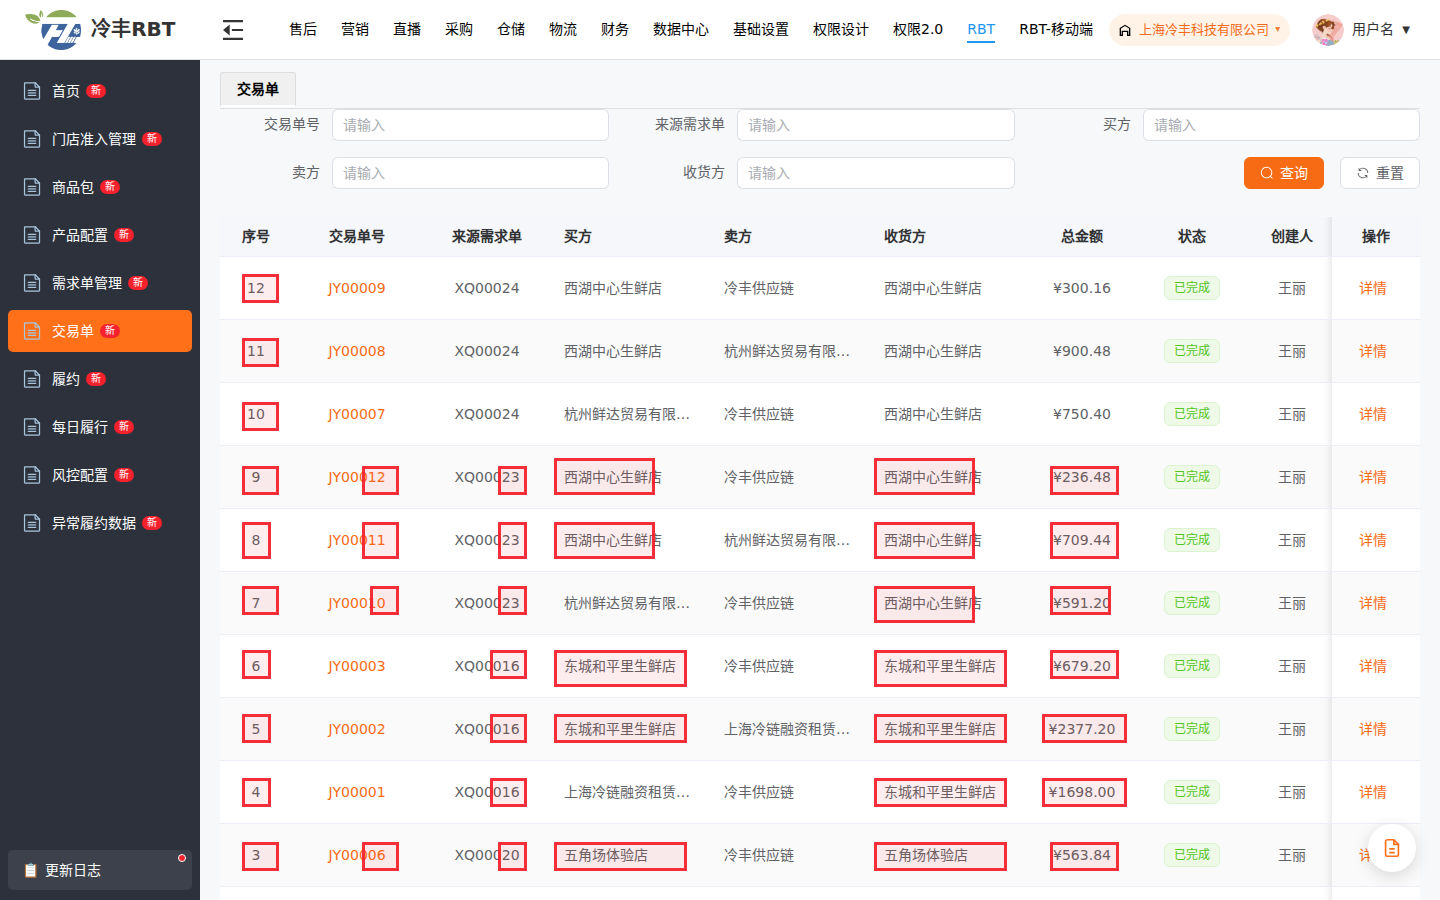 冷丰RBT
售后 营销 直播 采购 仓储 物流 财务 数据中心 基础设置 权限设计 权限2.0 RBT RBT-移动端 上海冷丰科技有限公司 用户名
首页 新
门店准入管理 新
商品包 新
产品配置 新
需求单管理 新
交易单 新
履约 新
每日履行 新
风控配置 新
异常履约数据 新
更新日志
交易单
交易单号 请输入 来源需求单 请输入 买方 请输入
卖方 请输入 收货方 请输入 查询 重置
序号 交易单号 来源需求单 买方 卖方 收货方 总金额 状态 创建人 操作
12 JY00009 XQ00024 西湖中心生鲜店 冷丰供应链 西湖中心生鲜店 ¥300.16 已完成 王丽 详情
11 JY00008 XQ00024 西湖中心生鲜店 杭州鲜达贸易有限... 西湖中心生鲜店 ¥900.48 已完成 王丽 详情
10 JY00007 XQ00024 杭州鲜达贸易有限... 冷丰供应链 西湖中心生鲜店 ¥750.40 已完成 王丽 详情
9 JY00012 XQ00023 西湖中心生鲜店 冷丰供应链 西湖中心生鲜店 ¥236.48 已完成 王丽 详情
8 JY00011 XQ00023 西湖中心生鲜店 杭州鲜达贸易有限... 西湖中心生鲜店 ¥709.44 已完成 王丽 详情
7 JY00010 XQ00023 杭州鲜达贸易有限... 冷丰供应链 西湖中心生鲜店 ¥591.20 已完成 王丽 详情
6 JY00003 XQ00016 东城和平里生鲜店 冷丰供应链 东城和平里生鲜店 ¥679.20 已完成 王丽 详情
5 JY00002 XQ00016 东城和平里生鲜店 上海冷链融资租赁... 东城和平里生鲜店 ¥2377.20 已完成 王丽 详情
4 JY00001 XQ00016 上海冷链融资租赁... 冷丰供应链 东城和平里生鲜店 ¥1698.00 已完成 王丽 详情
3 JY00006 XQ00020 五角场体验店 冷丰供应链 五角场体验店 ¥563.84 已完成 王丽 详